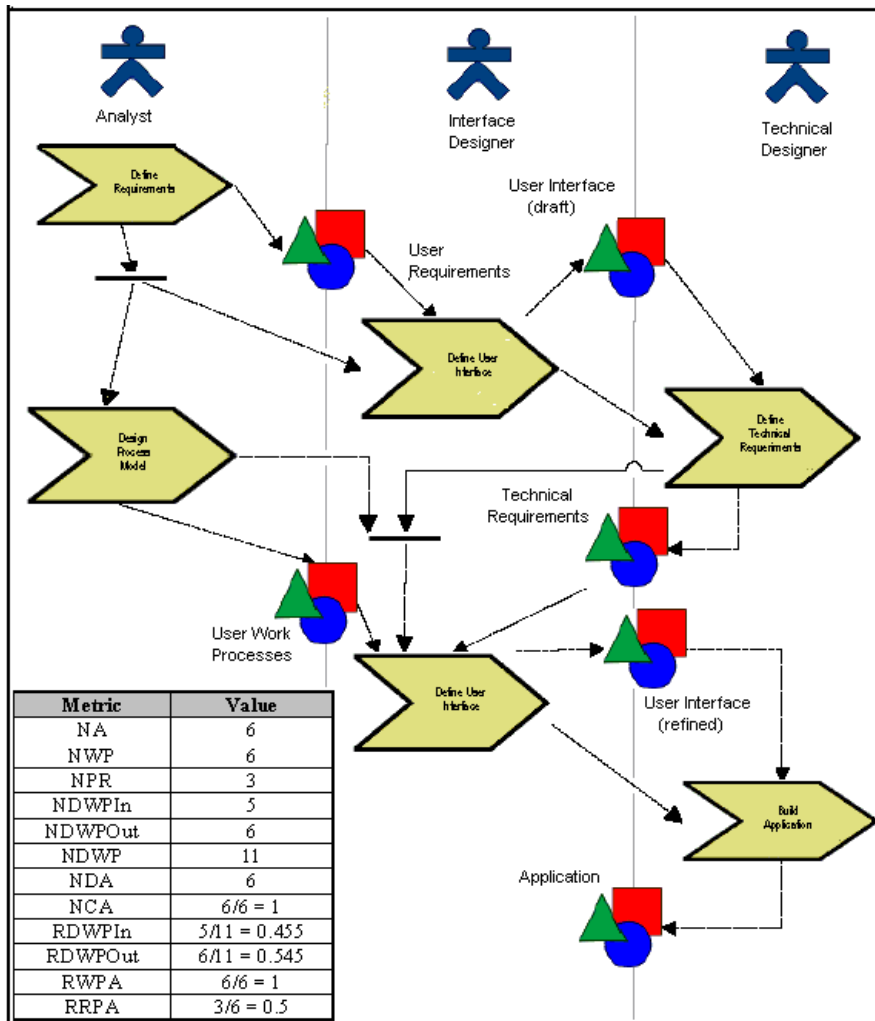 Analyst
Interface
Designer
Technical
Designer
Define
Requirements
User Interface
(draft)
User
Requirements
Define User
Interface
Define
Technical
Requeriments
Design
Process
Model
Technical
Requirements
User Work
Processes
Define User
Interface
User Interface
(refined)
Build
Application
Application
Metric Value
NA 6
NWP 6
NPR 3
NDWPIn 5
NDWPOut 6
NDWP 11
NDA 6
NCA 6/6 = 1
RDWPIn 5/11 = 0.455
RDWPOut 6/11 = 0.545
RWPA 6/6 = 1
RRPA 3/6 = 0.5